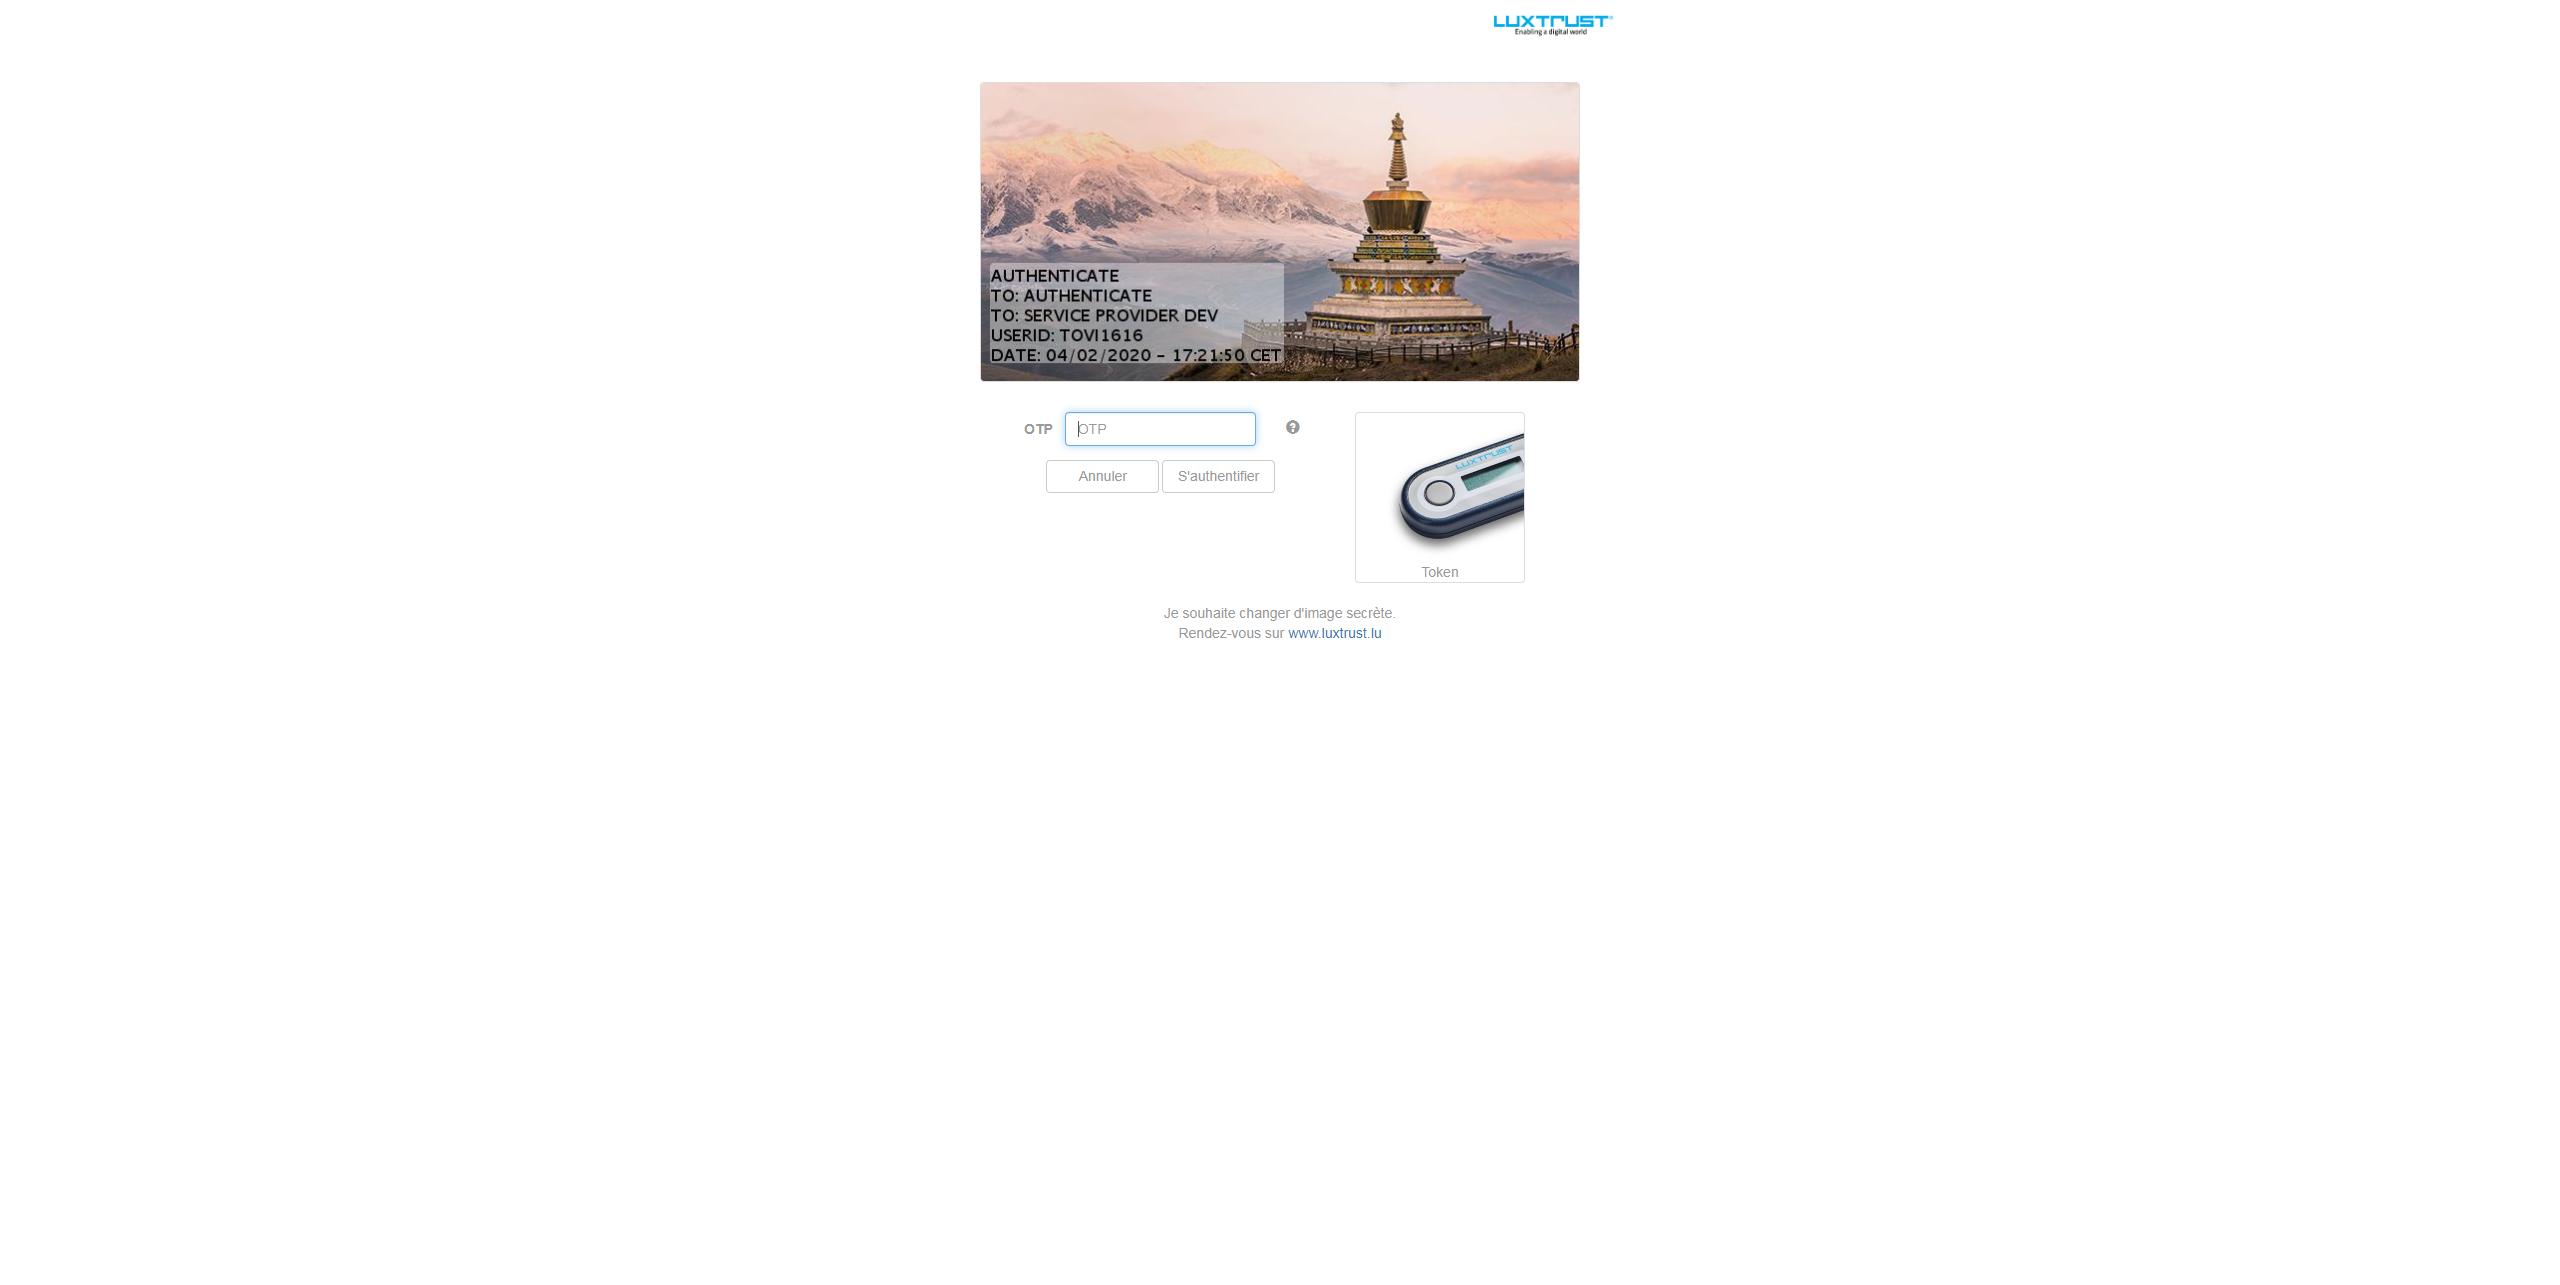 LUXTRUST®
Enabling a digital world
AUTHENTICATE
TO: AUTHENTICATE
TO: SERVICE PROVIDER DEV
USERID: TOVI1616
DATE: 04/02/2020 - 17:21:50 CET
OTP
OTP
Annuler
S'authentifier
LUXTRUST
Token
Je souhaite changer d'image secrète.
Rendez-vous sur www.luxtrust.lu